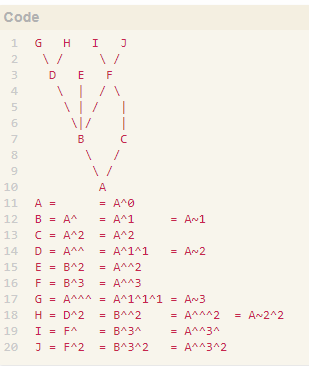 Code
1 G   H   I   J
2  \ /     \ /
3   D   E   F
4    \  |  / \
5     \ | /   |
6      \|/    |
7       B     C
8        \   /
9         \ /
10          A
11 A =      = A^0
12 B = A^   = A^1     = A~1
13 C = A^2  = A^2
14 D = A^^  = A^1^1   = A~2
15 E = B^2  = A^^2
16 F = B^3  = A^^3
17 G = A^^^ = A^1^1^1 = A~3
18 H = D^2  = B^^2    = A^^^2  = A~2^2
19 I = F^   = B^3^    = A^^3^
20 J = F^2  = B^3^2   = A^^3^2